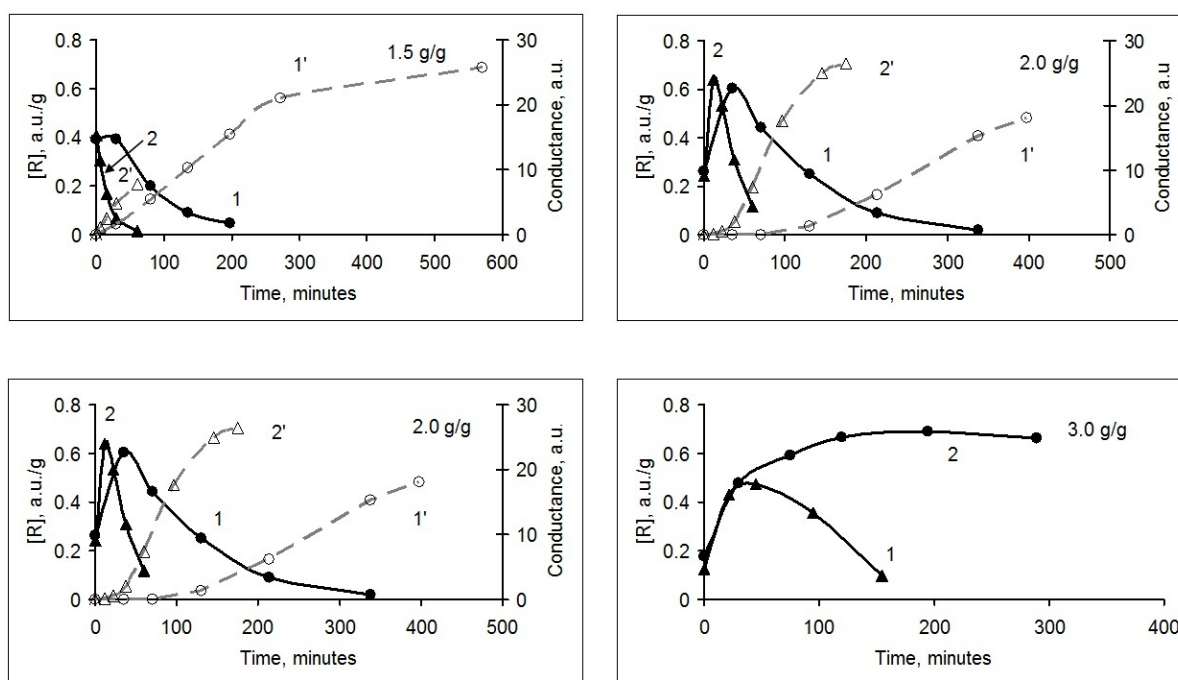 0.8
0.6
0.4
0.2
0
[R], a.u./g
30
20
10
0
Conductance, a.u.
0 100 200 300 400 500 600
Time, minutes
1.5 g/g
1'
2
2'
1
0.8
0.6
0.4
0.2
0
[R], a.u./g
30
20
10
0
Conductance, a.u
0 100 200 300 400 500
Time, minutes
2.0 g/g
2
2'
1
1'
0.8
0.6
0.4
0.2
0
[R], a.u./g
30
20
10
0
Conductance, a.u.
0 100 200 300 400 500
Time, minutes
2.0 g/g
2
2'
1
1'
0.8
0.6
0.4
0.2
0
[R], a.u./g
0 100 200 300 400
Time, minutes
3.0 g/g
2
1